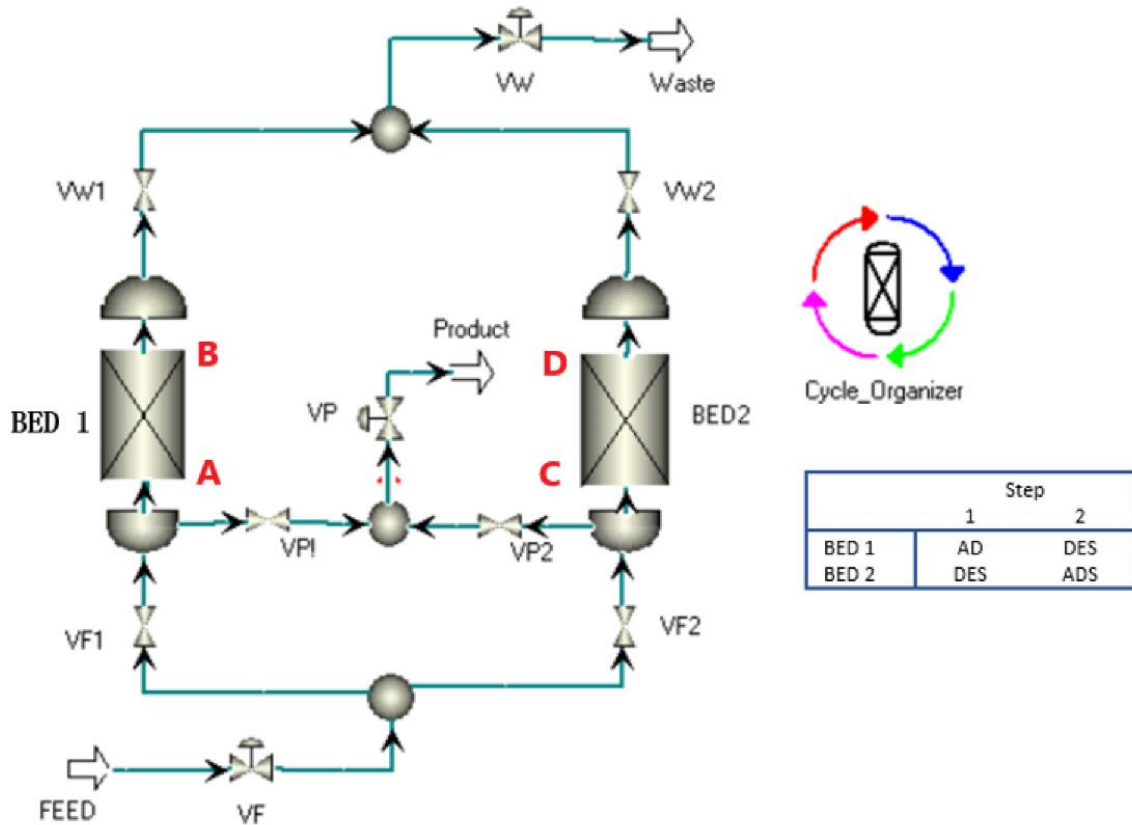 VW
Waste
VW1
VW2
B
D
Product
VP
BED 1
BED2
A
C
VP!
VP2
VF1
VF2
FEED
VF
Cycle_Organizer
Step
1 2
BED 1 AD DES
BED 2 DES ADS